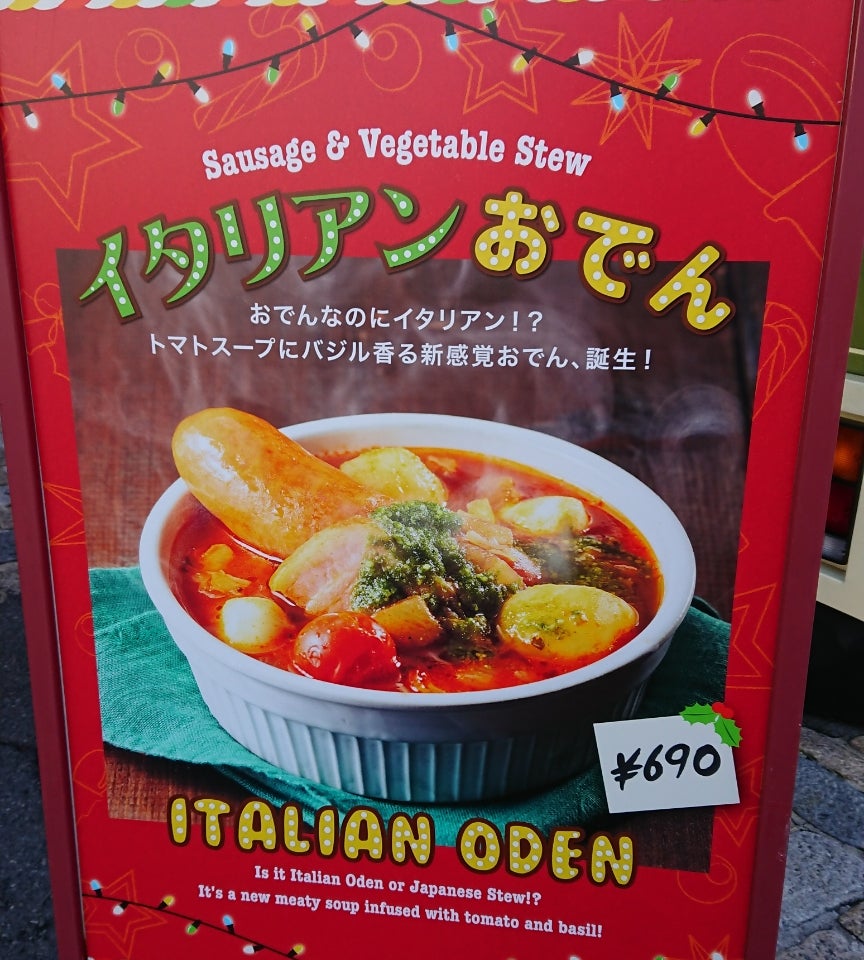 Sausage & Vegetable Stew
イタリアンおでん
おでんなのにイタリアン!?
トマトスープにバジル香る新感覚おでん、誕生!
¥690
ITALIAN ODEN
Is it Italian Oden or Japanese Stew!?
It's a new meaty soup infused with tomato and basil!